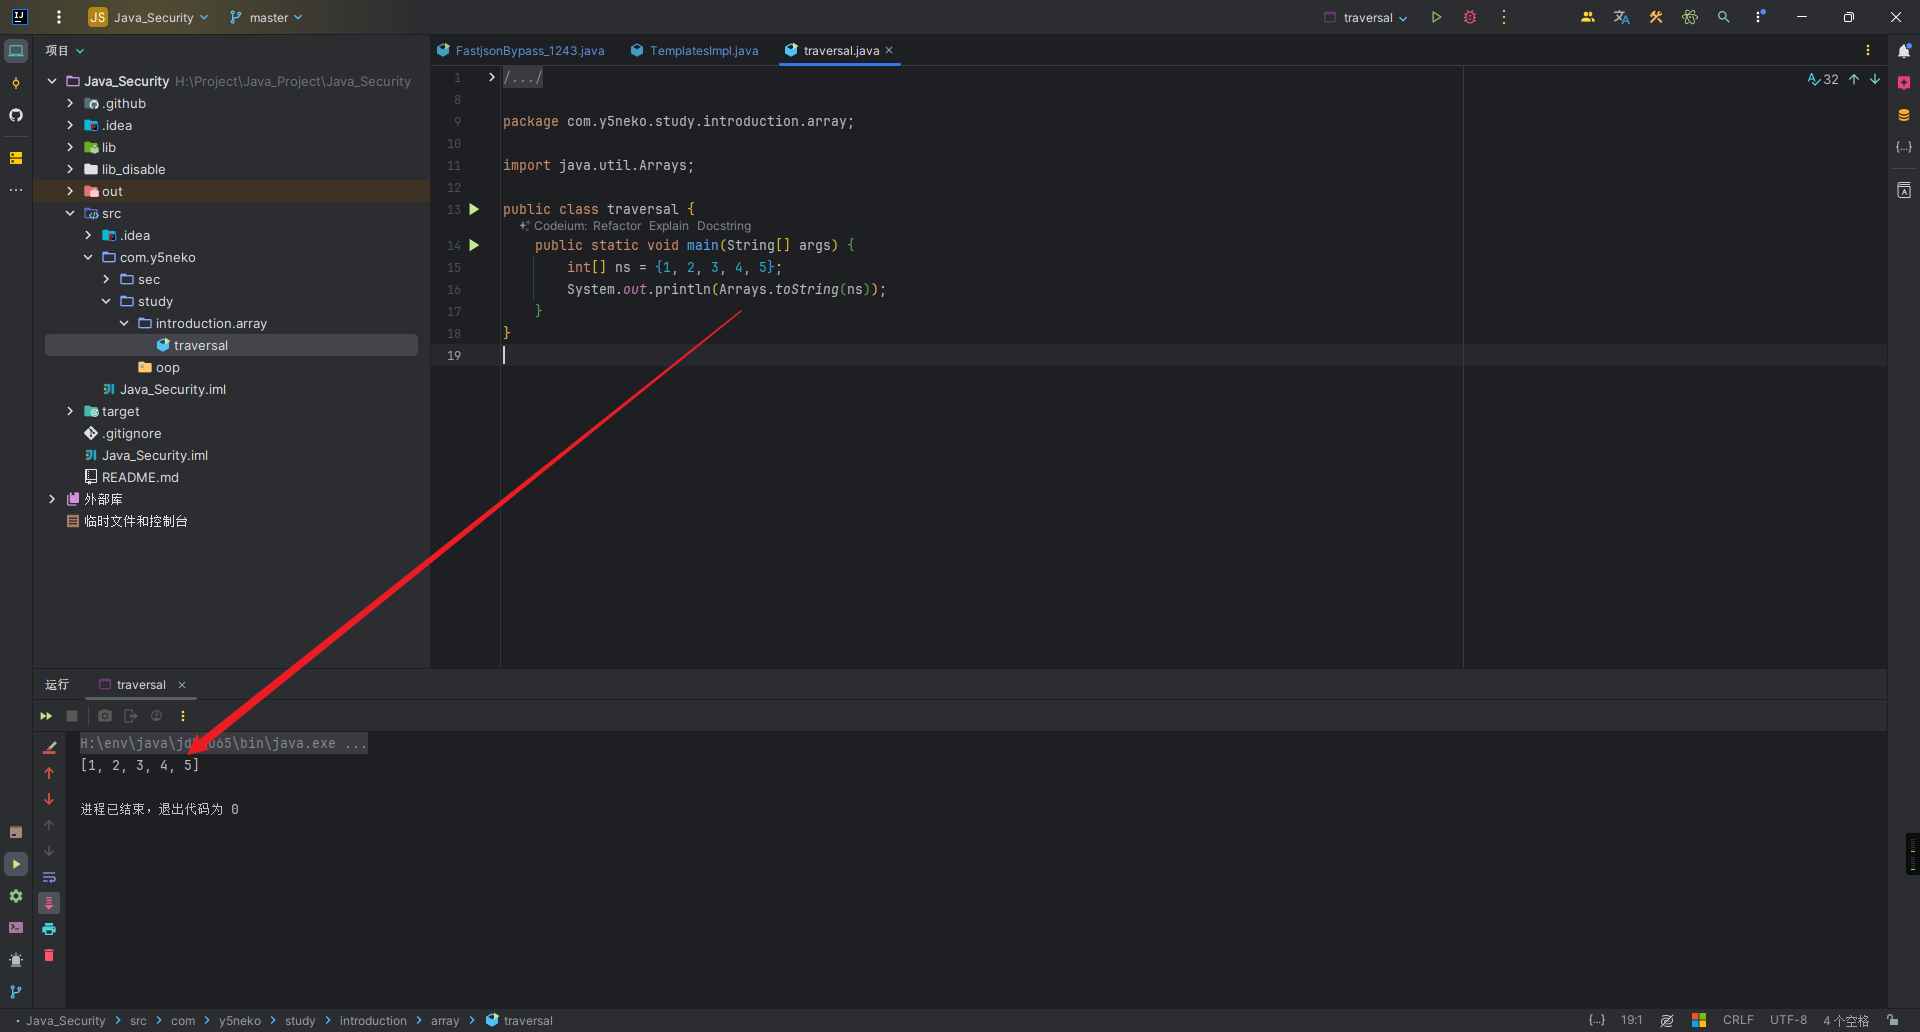 JS Java_Security master traversal
项目
FastjsonBypass_1243.java TemplatesImpl.java traversal.java
Java_Security H:\Project\Java_Project\Java_Security
.github
.idea
lib
lib_disable
out
src
.idea
com.y5neko
sec
study
introduction.array
traversal
oop
Java_Security.iml
target
.gitignore
Java_Security.iml
README.md
外部库
临时文件和控制台
1 /.../
32
8
9 package com.y5neko.study.introduction.array;
10
11 import java.util.Arrays;
12
13 public class traversal {
Codeium: Refactor Explain Docstring
14 public static void main(String[] args) {
15 int[] ns = {1, 2, 3, 4, 5};
16 System.out.println(Arrays.toString(ns));
17 }
18 }
19
运行 traversal
H:\env\java\jd 065\bin\java.exe ...
[1, 2, 3, 4, 5]
进程已结束，退出代码为 0
Java_Security src com y5neko study introduction array traversal {...} 19:1 CRLF UTF-8 4 个空格